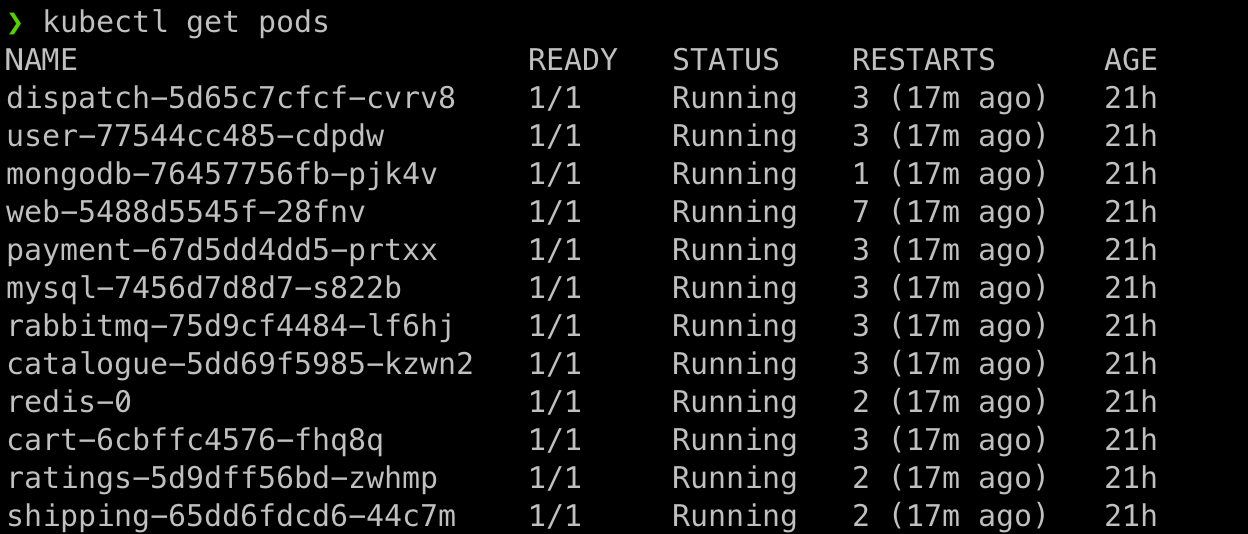 ❯ kubectl get pods
NAME                         READY   STATUS    RESTARTS      AGE
dispatch-5d65c7cfcf-cvrv8    1/1     Running   3 (17m ago)   21h
user-77544cc485-cdpdw        1/1     Running   3 (17m ago)   21h
mongodb-76457756fb-pjk4v     1/1     Running   1 (17m ago)   21h
web-5488d5545f-28fnv         1/1     Running   7 (17m ago)   21h
payment-67d5dd4dd5-prtxx     1/1     Running   3 (17m ago)   21h
mysql-7456d7d8d7-s822b       1/1     Running   3 (17m ago)   21h
rabbitmq-75d9cf4484-lf6hj    1/1     Running   3 (17m ago)   21h
catalogue-5dd69f5985-kzwn2   1/1     Running   3 (17m ago)   21h
redis-0                      1/1     Running   2 (17m ago)   21h
cart-6cbffc4576-fhq8q        1/1     Running   3 (17m ago)   21h
ratings-5d9dff56bd-zwhmp     1/1     Running   2 (17m ago)   21h
shipping-65dd6fdcd6-44c7m    1/1     Running   2 (17m ago)   21h